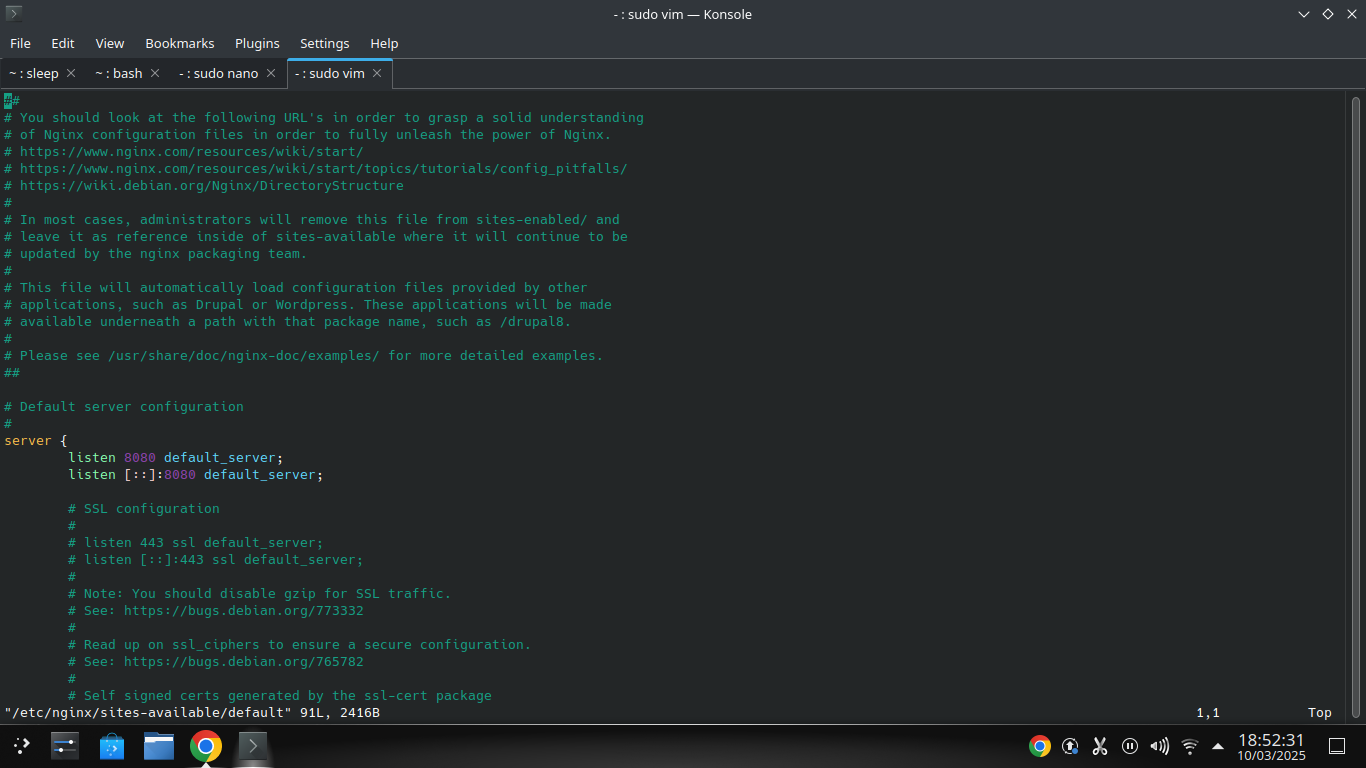 - : sudo vim — Konsole
File Edit View Bookmarks Plugins Settings Help
~ : sleep ~ : bash - : sudo nano - : sudo vim
##
# You should look at the following URL's in order to grasp a solid understanding
# of Nginx configuration files in order to fully unleash the power of Nginx.
# https://www.nginx.com/resources/wiki/start/
# https://www.nginx.com/resources/wiki/start/topics/tutorials/config_pitfalls/
# https://wiki.debian.org/Nginx/DirectoryStructure
#
# In most cases, administrators will remove this file from sites-enabled/ and
# leave it as reference inside of sites-available where it will continue to be
# updated by the nginx packaging team.
#
# This file will automatically load configuration files provided by other
# applications, such as Drupal or Wordpress. These applications will be made
# available underneath a path with that package name, such as /drupal8.
#
# Please see /usr/share/doc/nginx-doc/examples/ for more detailed examples.
##

# Default server configuration
#
server {
        listen 8080 default_server;
        listen [::]:8080 default_server;

        # SSL configuration
        #
        # listen 443 ssl default_server;
        # listen [::]:443 ssl default_server;
        #
        # Note: You should disable gzip for SSL traffic.
        # See: https://bugs.debian.org/773332
        #
        # Read up on ssl_ciphers to ensure a secure configuration.
        # See: https://bugs.debian.org/765782
        #
        # Self signed certs generated by the ssl-cert package
"/etc/nginx/sites-available/default" 91L, 2416B 1,1 Top
18:52:31
10/03/2025